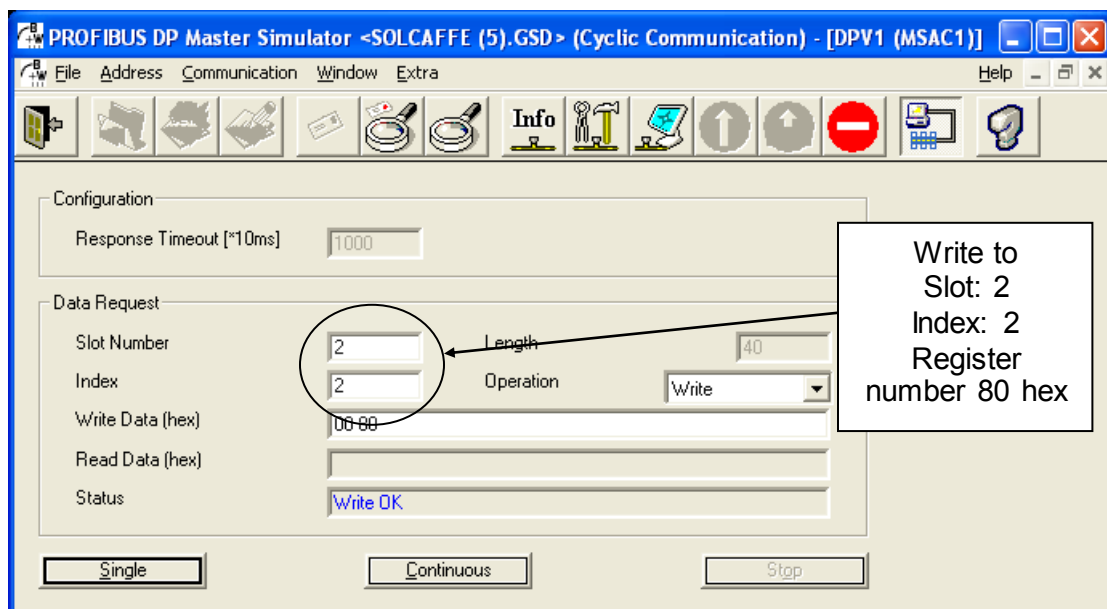 PROFIBUS DP Master Simulator <SOLCAFFE (5).GSD> (Cyclic Communication) - [DPV1 (MSAC1)]
File Address Communication Window Extra Help
Info
Configuration
Response Timeout [*10ms] 1000
Data Request
Slot Number 2 Length 40
Index 2 Operation Write
Write Data (hex) 00 80
Read Data (hex)
Status Write OK
Single Continuous Stop
Write to
Slot: 2
Index: 2
Register
number 80 hex